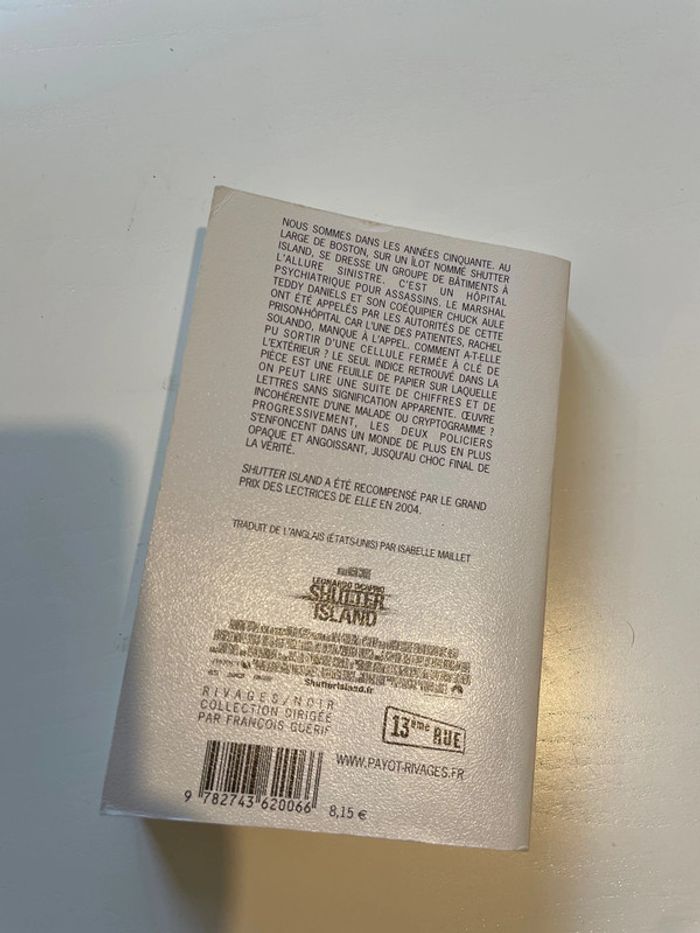 NOUS SOMMES DANS LES ANNÉES CINQUANTE. AU
LARGE DE BOSTON, SUR UN ÎLOT NOMMÉ SHUTTER
ISLAND, SE DRESSE UN GROUPE DE BÂTIMENTS À
L'ALLURE SINISTRE. C'EST UN HÔPITAL
PSYCHIATRIQUE POUR ASSASSINS. LE MARSHAL
TEDDY DANIELS ET SON COÉQUIPIER CHUCK AULE
ONT ÉTÉ APPELÉS PAR LES AUTORITÉS DE CETTE
PRISON-HÔPITAL CAR L'UNE DES PATIENTES, RACHEL
SOLANDO, MANQUE À L'APPEL. COMMENT A-T-ELLE
PU SORTIR D'UNE CELLULE FERMÉE À CLÉ DE
L'EXTÉRIEUR ? LE SEUL INDICE RETROUVÉ DANS LA
PIÈCE EST UNE FEUILLE DE PAPIER SUR LAQUELLE
ON PEUT LIRE UNE SUITE DE CHIFFRES ET DE
LETTRES SANS SIGNIFICATION APPARENTE. ŒUVRE
INCOHÉRENTE D'UNE MALADE OU CRYPTOGRAMME ?
PROGRESSIVEMENT, LES DEUX POLICIERS
S'ENFONCENT DANS UN MONDE DE PLUS EN PLUS
OPAQUE ET ANGOISSANT, JUSQU'AU CHOC FINAL DE
LA VÉRITÉ.
SHUTTER ISLAND A ÉTÉ RECOMPENSÉ PAR LE GRAND
PRIX DES LECTRICES DE ELLE EN 2004.
TRADUIT DE L'ANGLAIS (ÉTATS-UNIS) PAR ISABELLE MAILLET
LEONARDO DICAPRIO
SHUTTER
ISLAND
ShutterIsland.fr
RIVAGES/NOIR
COLLECTION DIRIGÉE
PAR FRANÇOIS GUÉRIF
13ème RUE
WWW.PAYOT-RIVAGES.FR
9 782743 620066
8,15 €